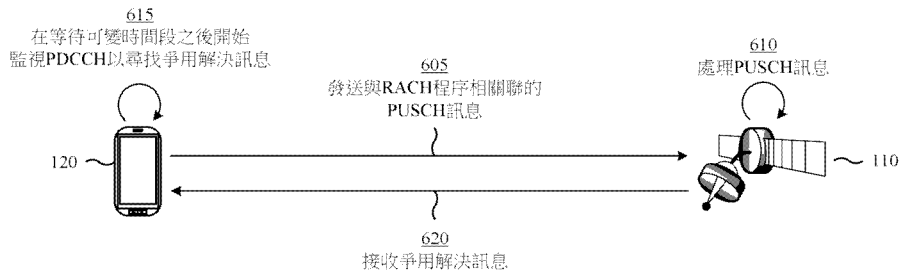 615
在等待可變時間段之後開始
監視PDCCH以尋找爭用解決訊息
605
發送與RACH程序相關聯的
PUSCH訊息
610
處理PUSCH訊息
120
110
620
接收爭用解決訊息